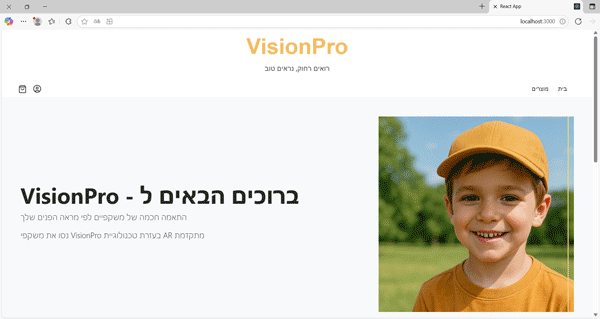 React App
localhost:3000
VisionPro
רואים רחוק, נראים טוב
בית
מוצרים
ברוכים הבאים ל - VisionPro
התאמה חכמה של משקפיים לפי מראה הפנים שלך
נסו את משקפי VisionPro בעזרת טכנולוגיית AR מתקדמת